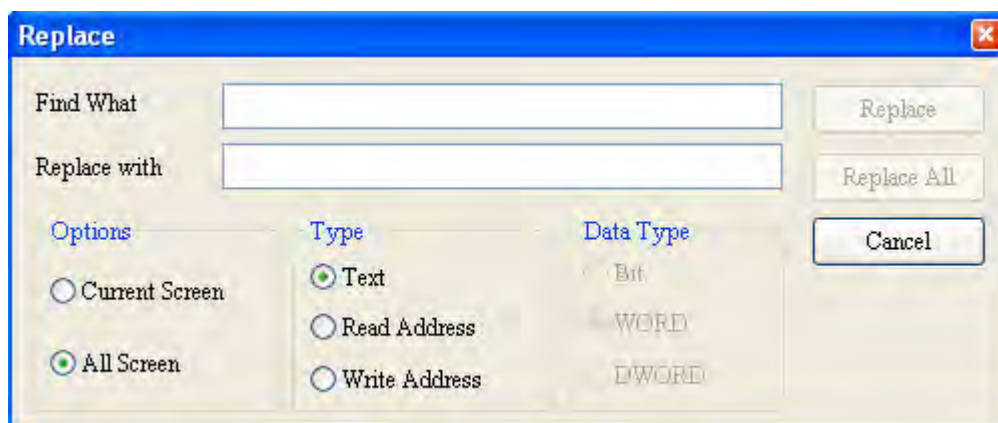 Replace
Find What
Replace
Replace with
Replace All
Options
Type
Data Type
Cancel
Current Screen
Text
Bit
Read Address
WORD
All Screen
Write Address
DWORD